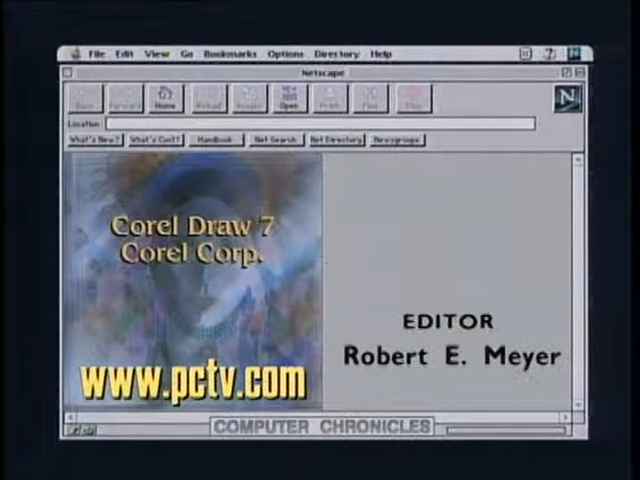 File Edit View Go Bookmarks Options Directory Help
Netscape
Back Forward Home Reload Images Open Print Find Stop
Location:
What's New? What's Cool? Handbook Net Search Net Directory Newsgroups
N
Corel Draw 7
Corel Corp.
www.pctv.com
EDITOR
Robert E. Meyer
COMPUTER CHRONICLES